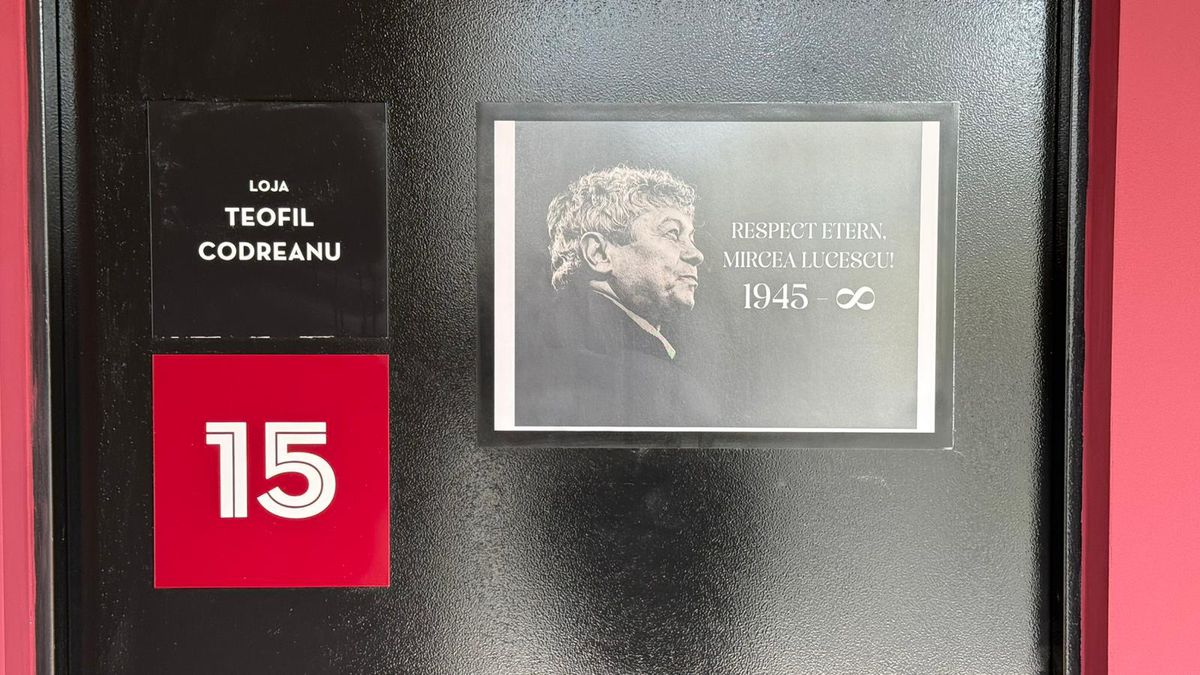 LOJA
TEOFIL
CODREANU
15
RESPECT ETERN,
MIRCEA LUCESCU!
1945 - ∞